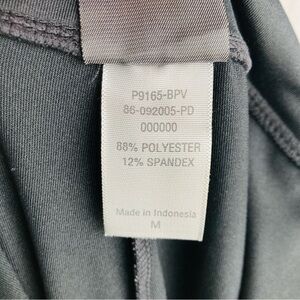 P9165-BPV
86-092005-PD
000000
88% POLYESTER
12% SPANDEX
Made in Indonesia
M